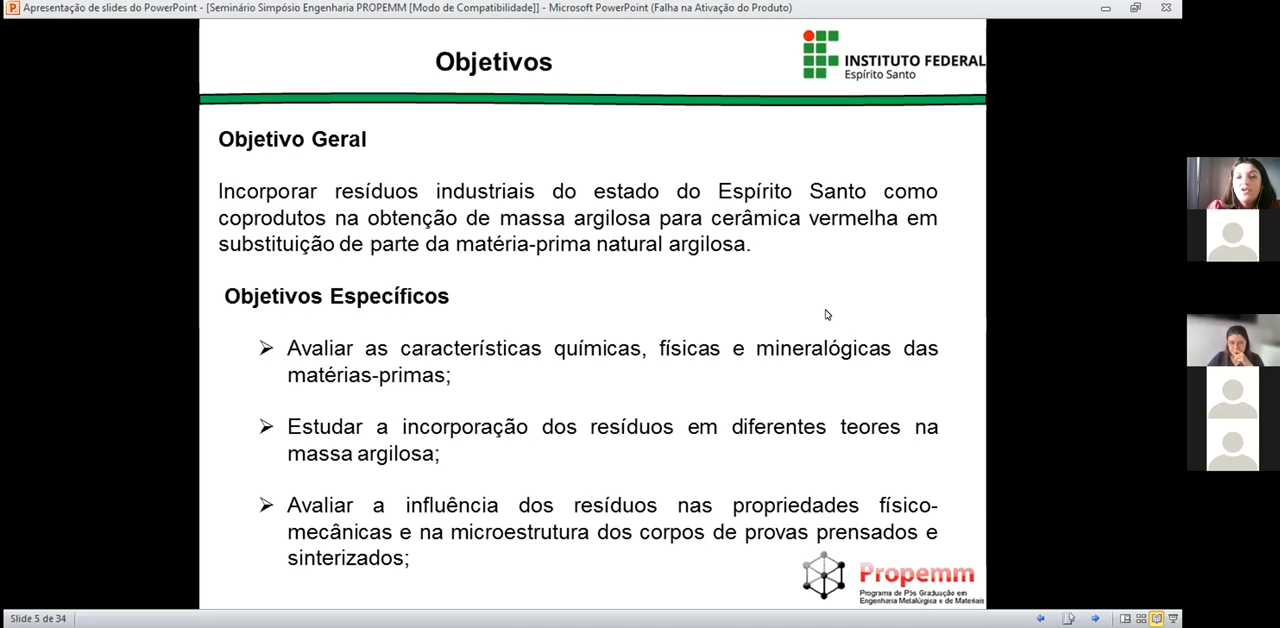 Apresentação de slides do PowerPoint - [Seminário Simpósio Engenharia PROPEMM [Modo de Compatibilidade]] - Microsoft PowerPoint (Falha na Ativação do Produto)
Objetivos
INSTITUTO FEDERAL
Espírito Santo
Objetivo Geral
Incorporar resíduos industriais do estado do Espírito Santo como
coprodutos na obtenção de massa argilosa para cerâmica vermelha em
substituição de parte da matéria-prima natural argilosa.
Objetivos Específicos
Avaliar as características químicas, físicas e mineralógicas das
matérias-primas;
Estudar a incorporação dos resíduos em diferentes teores na
massa argilosa;
Avaliar a influência dos resíduos nas propriedades físico-
mecânicas e na microestrutura dos corpos de provas prensados e
sinterizados;
Propemm
Programa de Pós Graduação em
Engenharia Metalúrgica e de Materiais
Slide 5 de 34